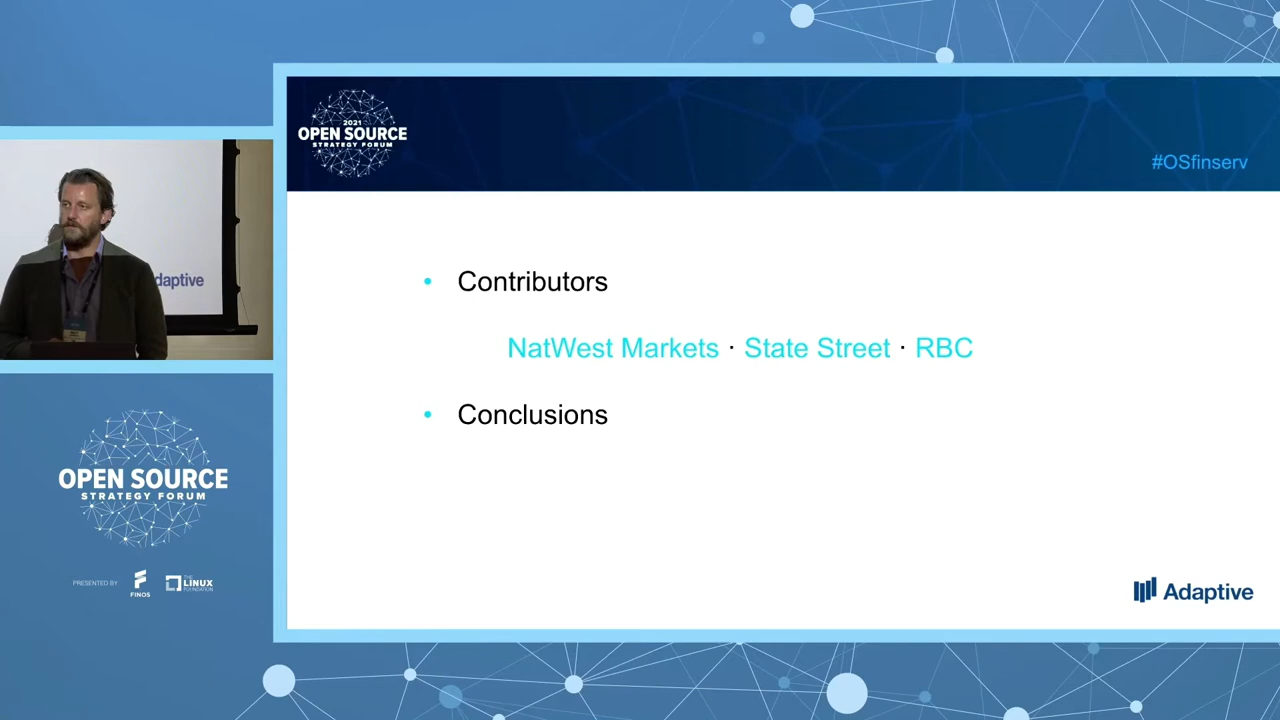 2021
OPEN SOURCE
STRATEGY FORUM
#OSfinserv
• Contributors
NatWest Markets · State Street · RBC
• Conclusions
Adaptive
daptive
OPEN SOURCE
STRATEGY FORUM
PRESENTED BY
FINOS
THE
LINUX
FOUNDATION